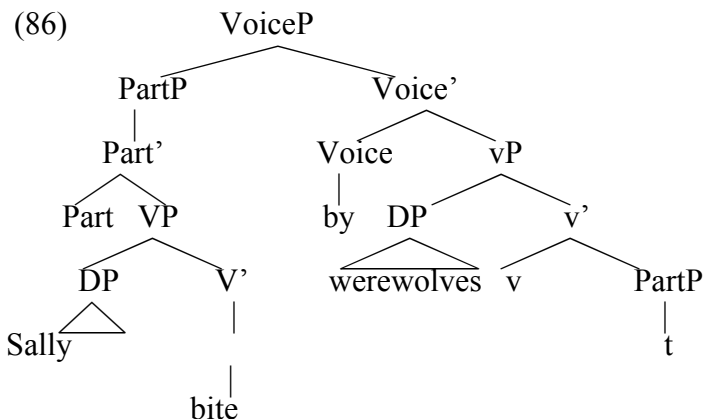 (86) VoiceP
PartP Voice’
Part’ Voice vP
Part VP by DP v’
DP V’ werewolves v PartP
Sally t
bite